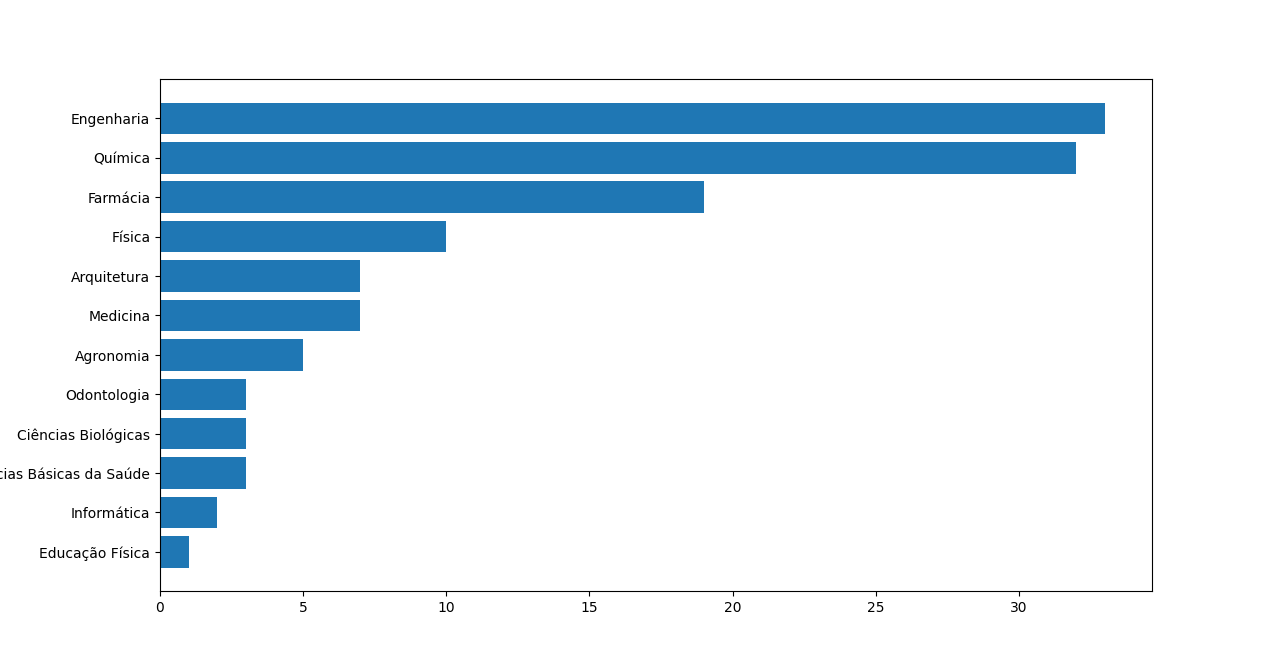 Engenharia
Química
Farmácia
Física
Arquitetura
Medicina
Agronomia
Odontologia
Ciências Biológicas
Básicas da Saúde
Informática
Educação Física
0 5 10 15 20 25 30